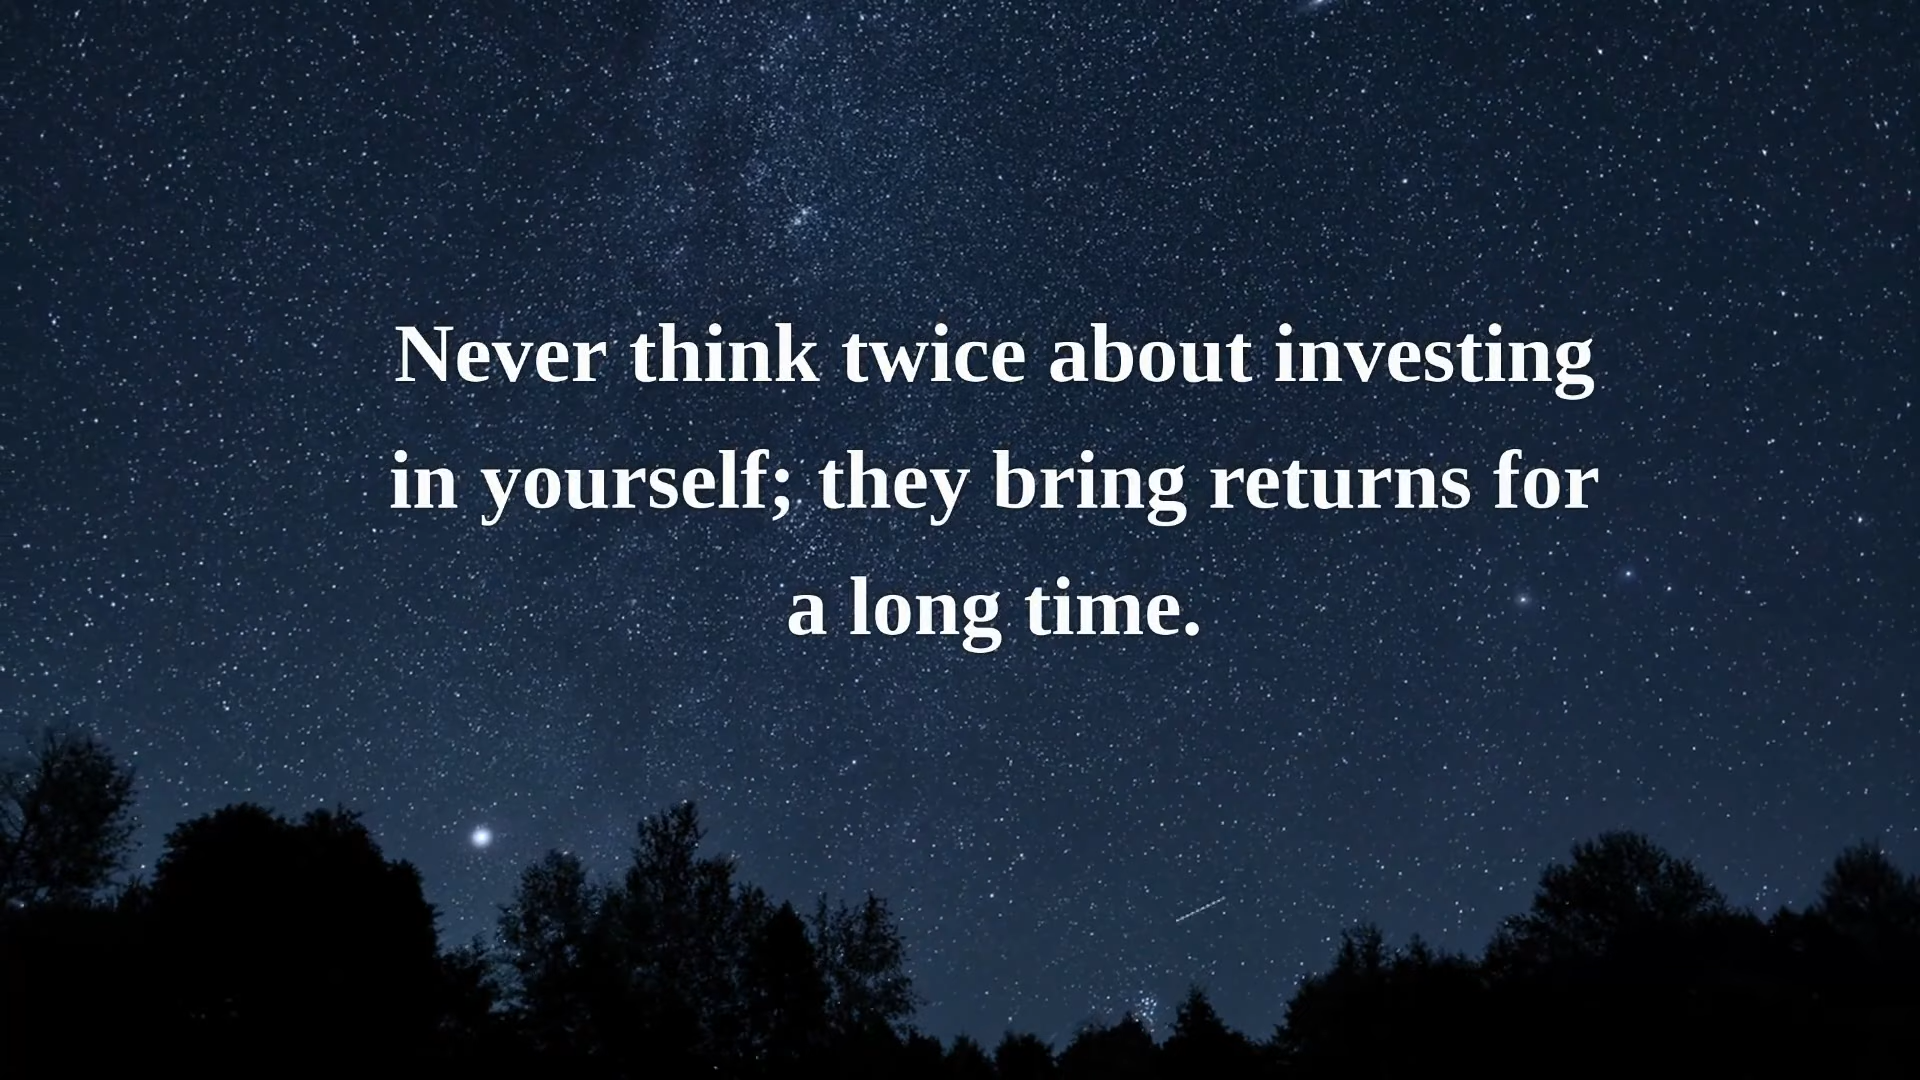 Never think twice about investing
in yourself; they bring returns for
a long time.